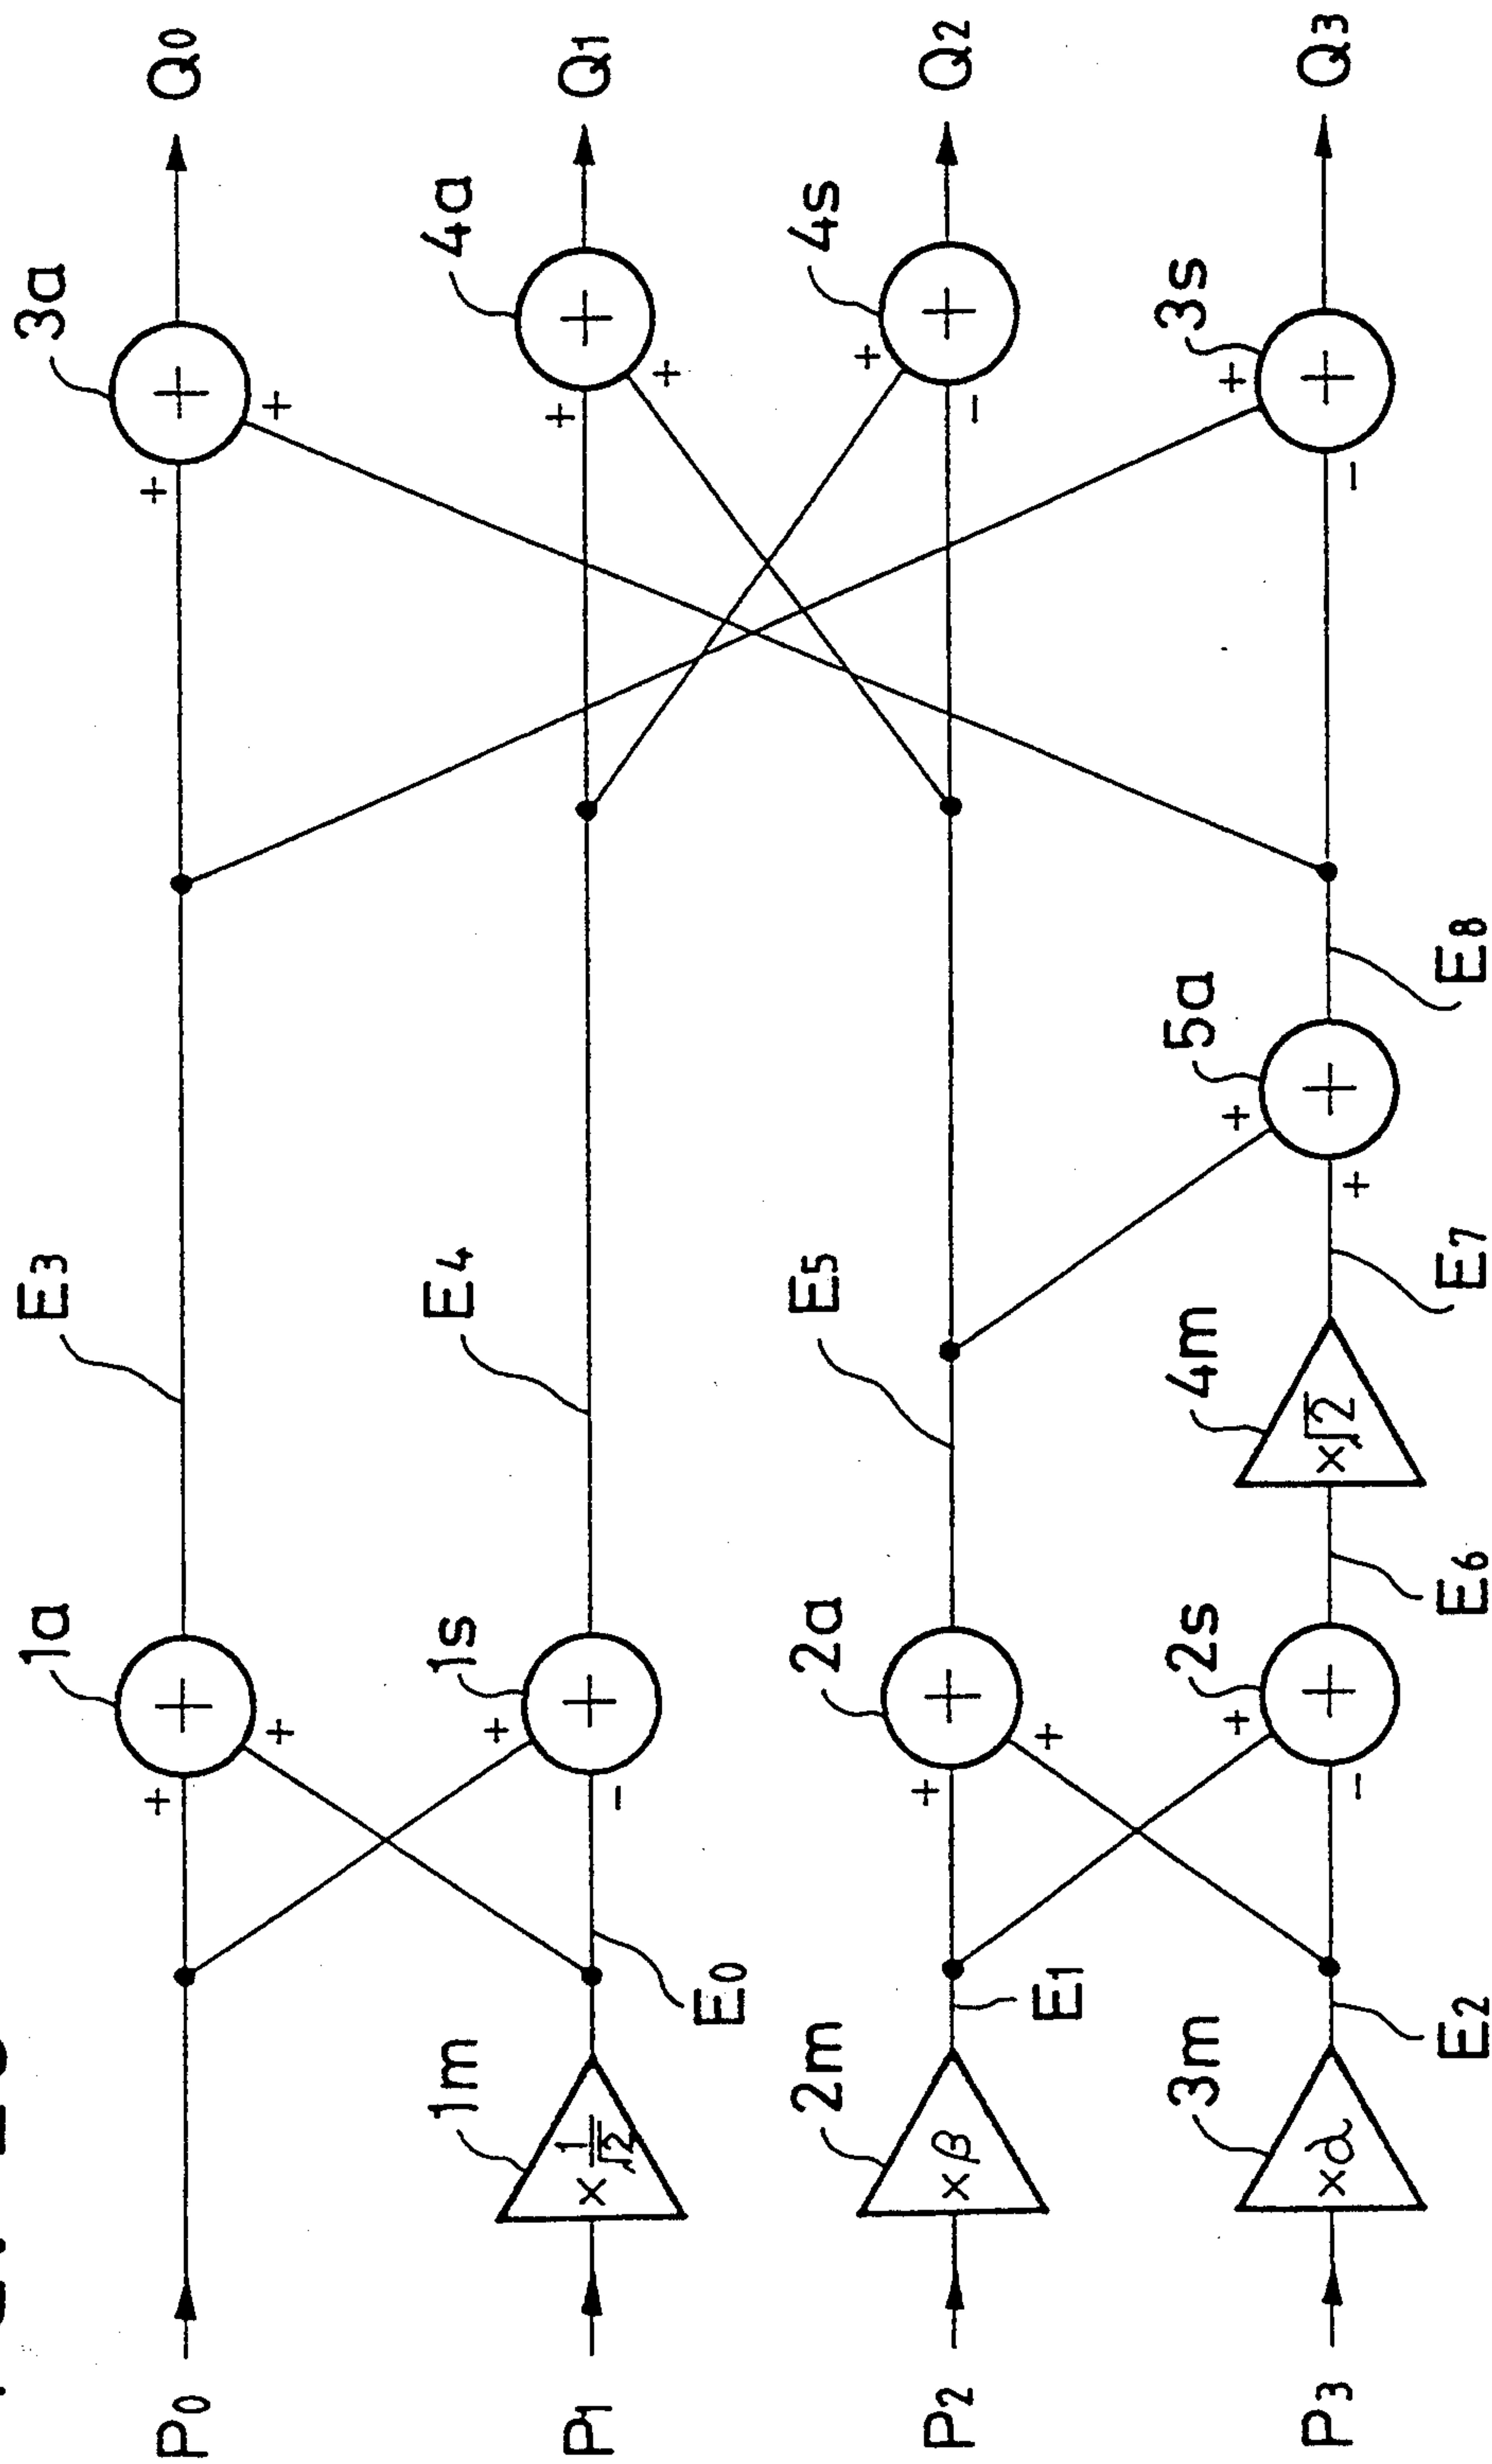 P0
1a
E3
3a
Q0
+
+
+
+
+
+
P1
1m
× 1/√2
E0
1s
E4
4a
Q1
+
−
+
+
+
+
P2
2m
×β
E1
2a
E5
4s
Q2
+
+
+
+
−
+
P3
3m
×α
E2
2s
E6
4m
×√2
E7
5a
E8
3s
Q3
+
−
+
+
+
+
+
−
+